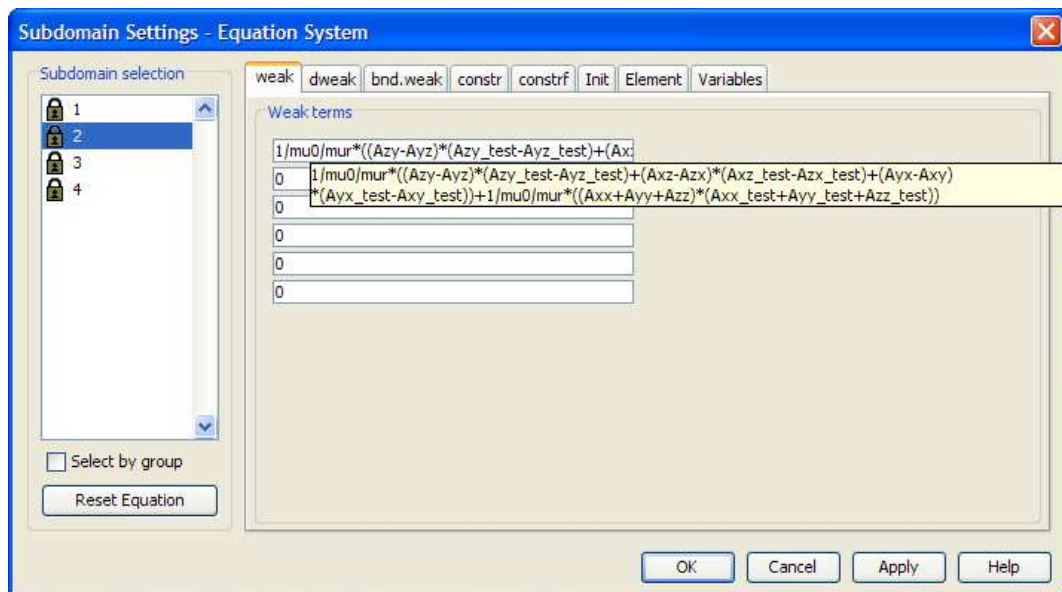 Subdomain Settings - Equation System
Subdomain selection
1
2
3
4
Select by group
Reset Equation
weak dweak bnd.weak constr constrf Init Element Variables
Weak terms
1/mu0/mur*((Azy-Ayz)*(Azy_test-Ayz_test)+(Ax
0
1/mu0/mur*((Azy-Ayz)*(Azy_test-Ayz_test)+(Axz-Azx)*(Axz_test-Azx_test)+(Ayx-Axy)
*(Ayx_test-Axy_test))+1/mu0/mur*((Axx+Ayy+Azz)*(Axx_test+Ayy_test+Azz_test))
0
0
0
0
OK Cancel Apply Help